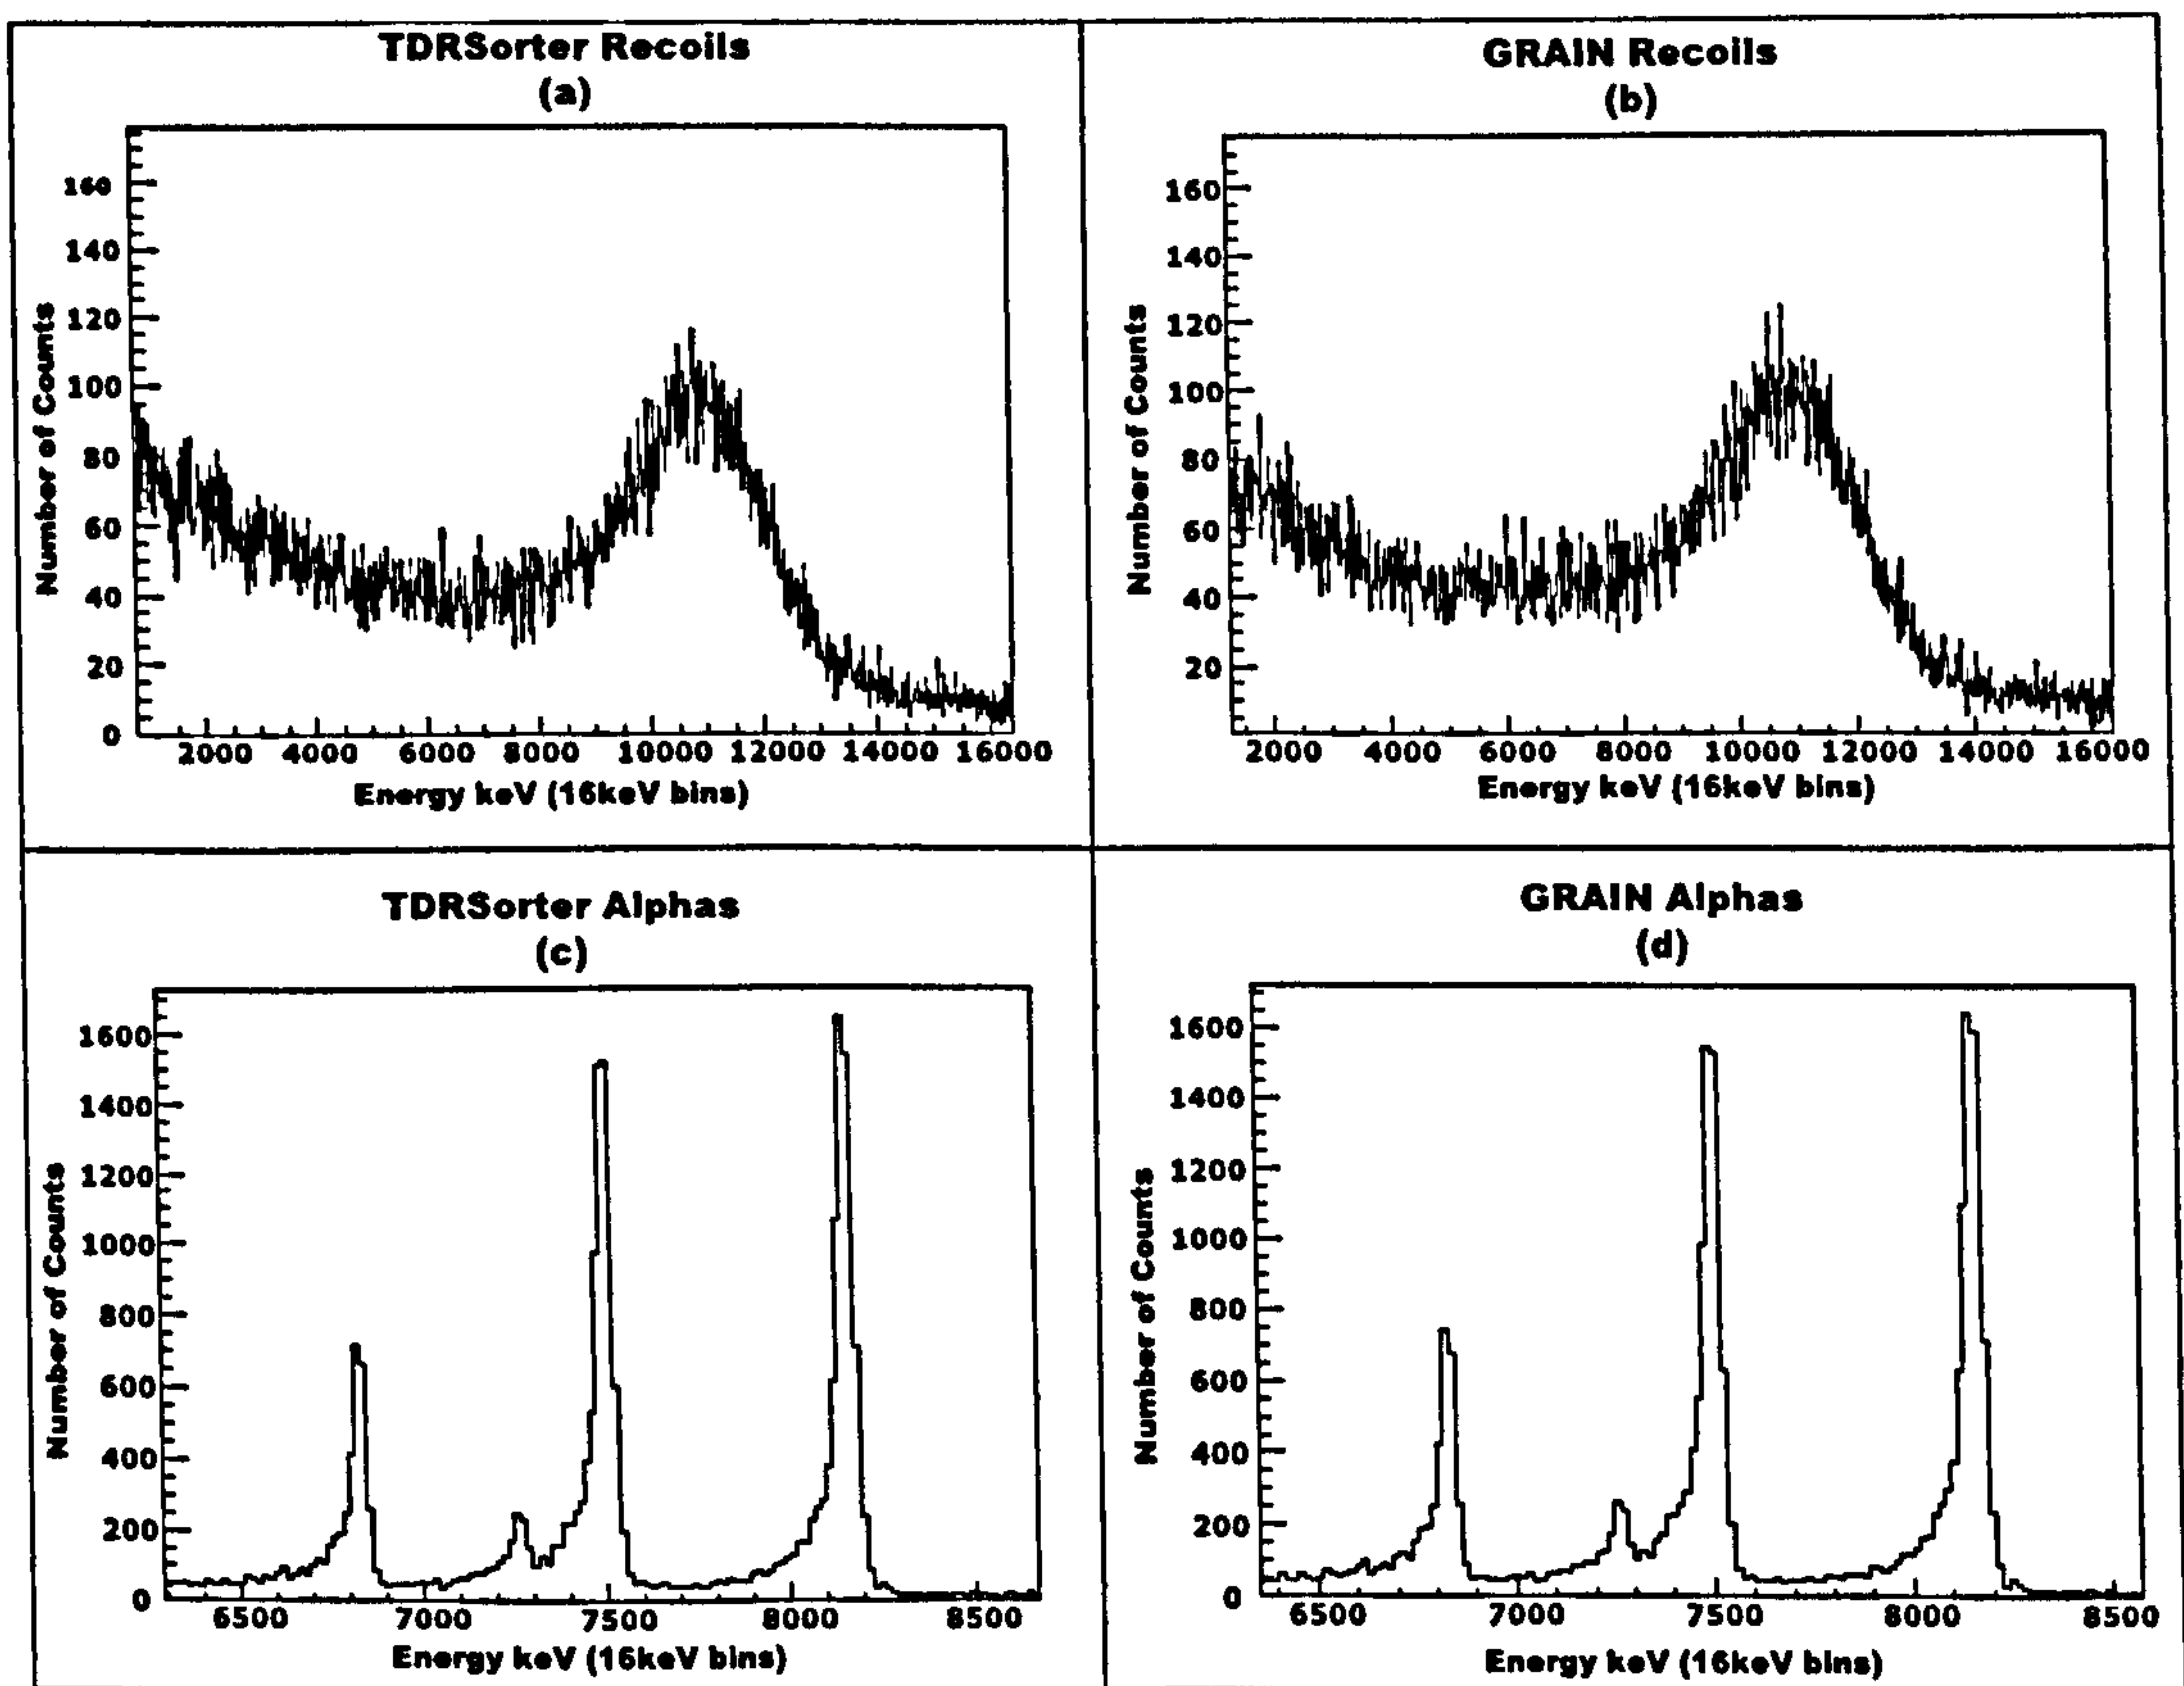 TDRSorter Recoils
(a)
160
140
120
100
80
60
40
20
0
Number of Counts
2000 4000 6000 8000 10000 12000 14000 16000
Energy keV (16keV bins)
GRAIN Recoils
(b)
160
140
120
100
80
60
40
20
Number of Counts
2000 4000 6000 8000 10000 12000 14000 16000
Energy keV (16keV bins)
TDRSorter Alphas
(c)
1600
1400
1200
1000
800
600
400
200
0
Number of Counts
6500 7000 7500 8000 8500
Energy keV (16keV bins)
GRAIN Alphas
(d)
1600
1400
1200
1000
800
600
400
200
0
Number of Counts
6500 7000 7500 8000 8500
Energy keV (16keV bins)